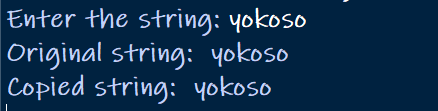 Enter the string: yokoso
Original string:  yokoso
Copied string:  yokoso